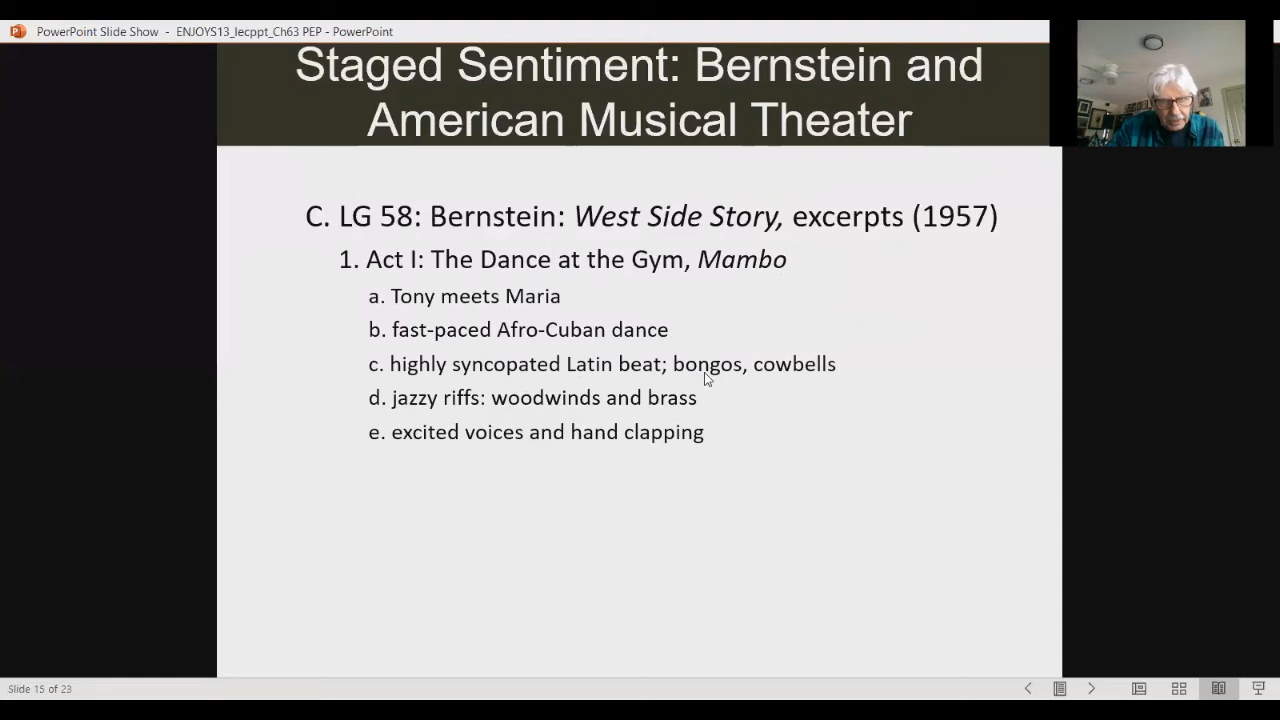 PowerPoint Slide Show - ENJOYS13_lecppt_Ch63 PEP - PowerPoint
Staged Sentiment: Bernstein and
American Musical Theater
C. LG 58: Bernstein: West Side Story, excerpts (1957)
1. Act I: The Dance at the Gym, Mambo
a. Tony meets Maria
b. fast-paced Afro-Cuban dance
c. highly syncopated Latin beat; bongos, cowbells
d. jazzy riffs: woodwinds and brass
e. excited voices and hand clapping
Slide 15 of 23